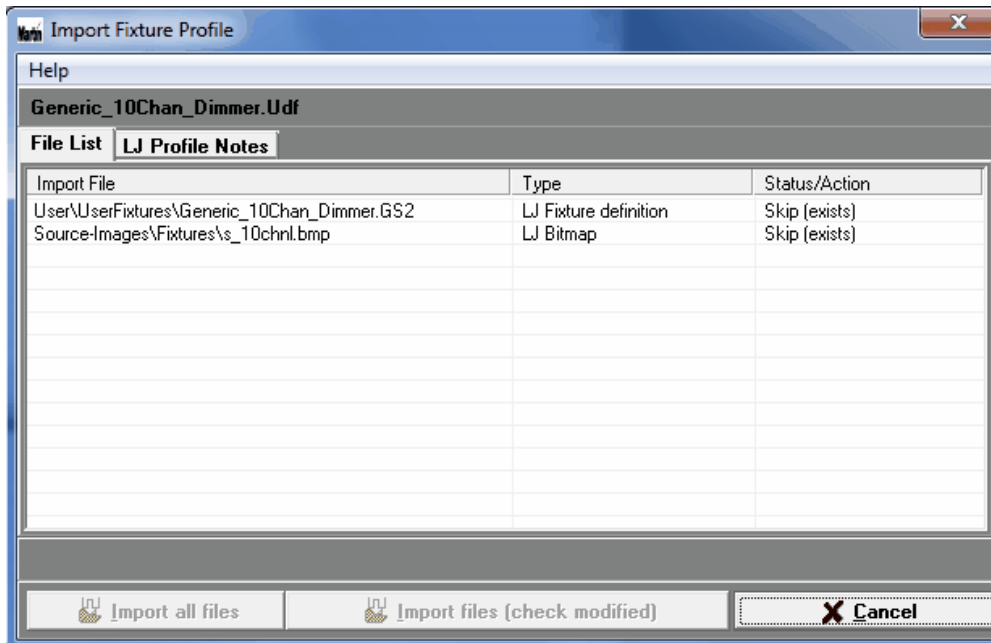 Martin Import Fixture Profile X
Help
Generic_10Chan_Dimmer.Udf
File List LJ Profile Notes
Import File Type Status/Action
User\UserFixtures\Generic_10Chan_Dimmer.GS2 LJ Fixture definition Skip (exists)
Source-Images\Fixtures\s_10chnl.bmp LJ Bitmap Skip (exists)
Import all files Import files (check modified) Cancel